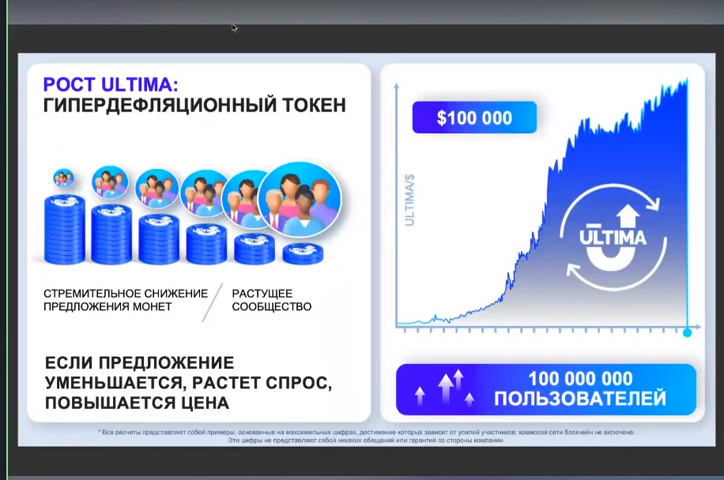 РОСТ ULTIMA:
ГИПЕРДЕФЛЯЦИОННЫЙ ТОКЕН
СТРЕМИТЕЛЬНОЕ СНИЖЕНИЕ
ПРЕДЛОЖЕНИЯ МОНЕТ
РАСТУЩЕЕ
СООБЩЕСТВО
ЕСЛИ ПРЕДЛОЖЕНИЕ
УМЕНЬШАЕТСЯ, РАСТЕТ СПРОС,
ПОВЫШАЕТСЯ ЦЕНА
$100 000
ULTIMA/$
ULTIMA
100 000 000
ПОЛЬЗОВАТЕЛЕЙ
* Все расчеты представляют собой примеры, основанные на максимальных цифрах, достижение которых зависит от усилий участников; комиссия сети блокчейн не включена.
Эти цифры не представляют собой никаких обещаний или гарантий со стороны компании.